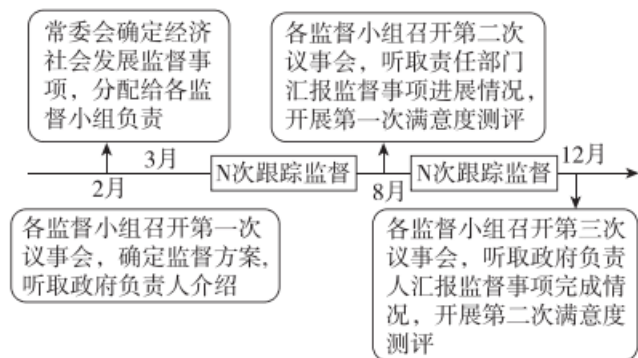 常委会确定经济
社会发展监督事
项，分配给各监
督小组负责
各监督小组召开第二次
议事会，听取责任部门
汇报监督事项进展情况，
开展第一次满意度测评
3月
12月
N次跟踪监督
N次跟踪监督
2月
8月
各监督小组召开第一次
议事会，确定监督方案，
听取政府负责人介绍
各监督小组召开第三次
议事会，听取政府负责
人汇报监督事项完成情
况，开展第二次满意度
测评